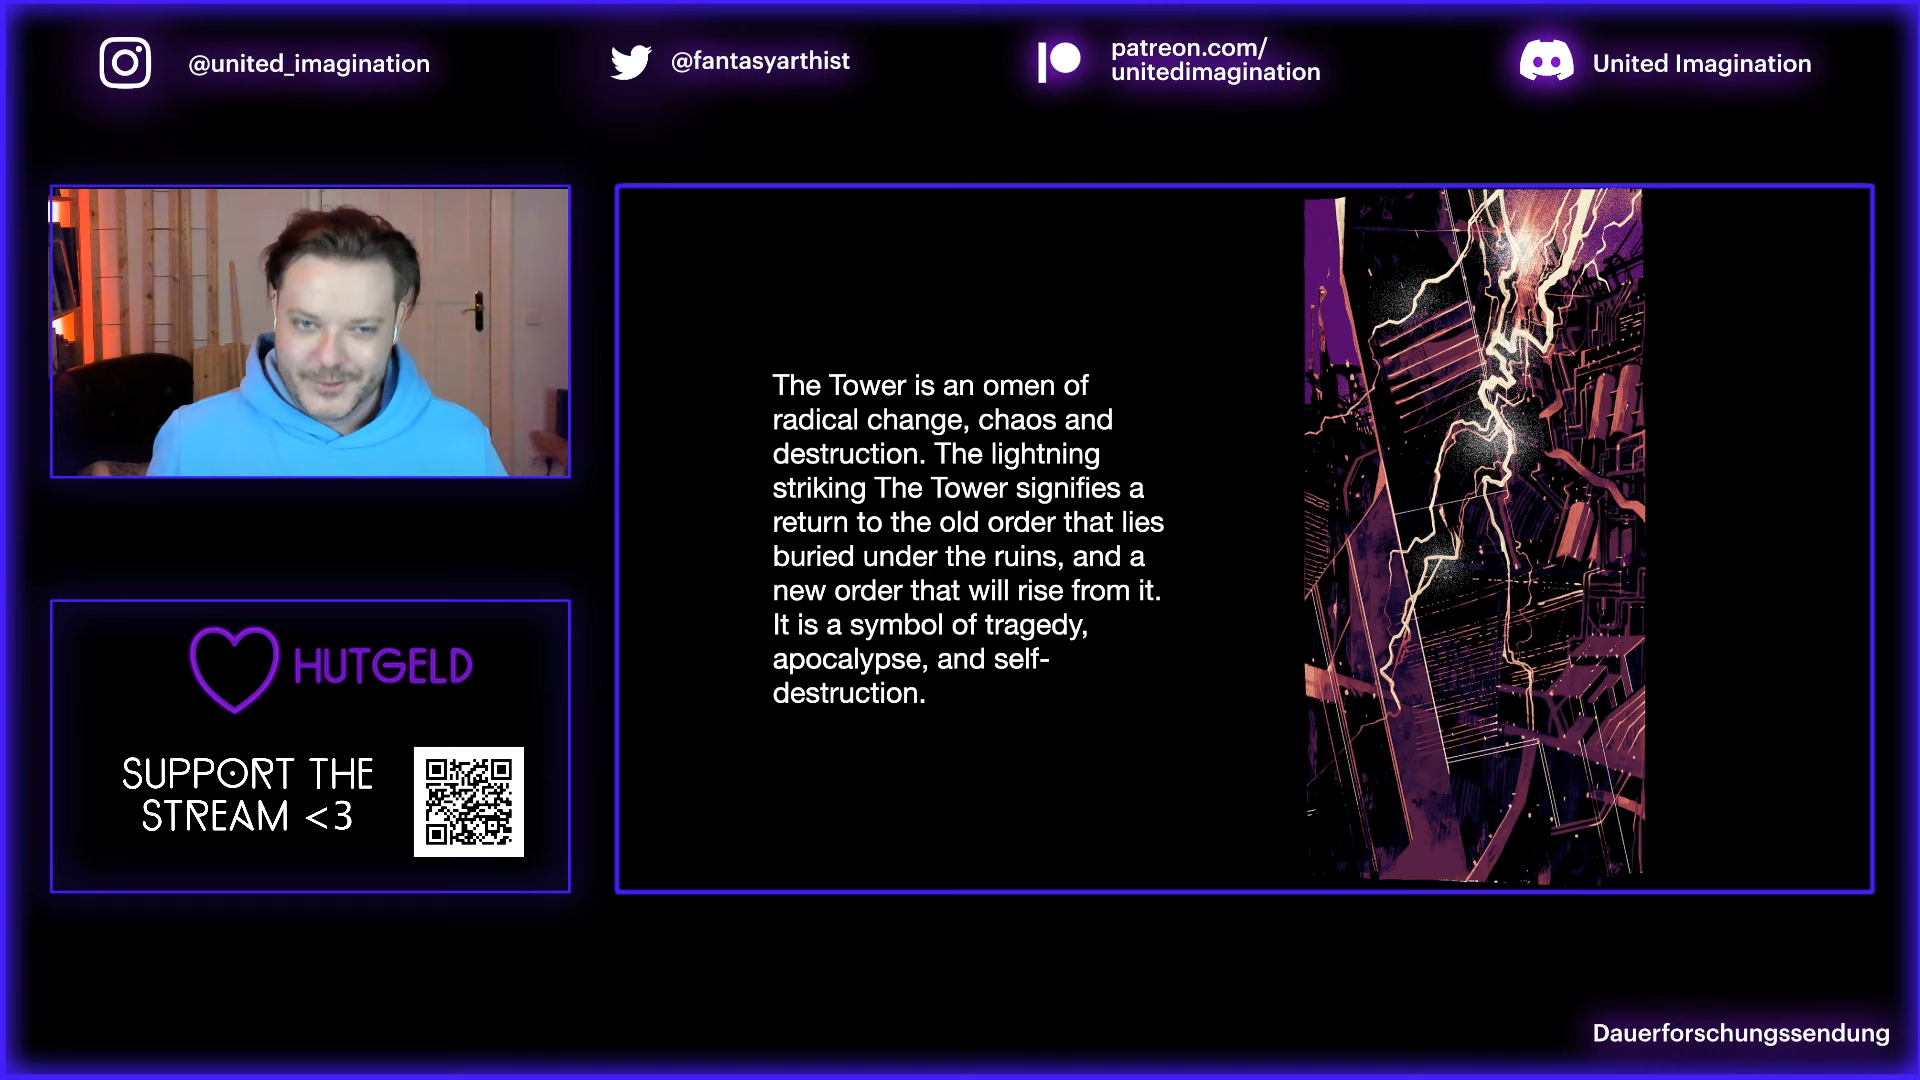 @united_imagination
@fantasyarthist
patreon.com/
unitedimagination
United Imagination
The Tower is an omen of
radical change, chaos and
destruction. The lightning
striking The Tower signifies a
return to the old order that lies
buried under the ruins, and a
new order that will rise from it.
It is a symbol of tragedy,
apocalypse, and self-
destruction.
HUTGELD
SUPPORT THE
STREAM <3
Dauerforschungssendung